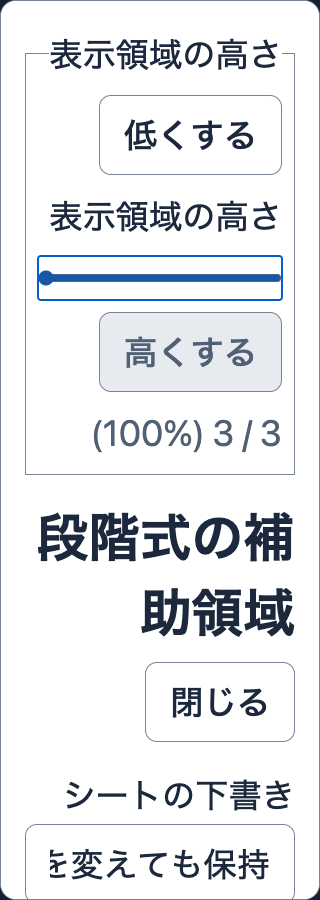 表示領域の高さ
低くする
表示領域の高さ
高くする
(100%) 3 / 3
段階式の補
助領域
閉じる
シートの下書き
を変えても保持